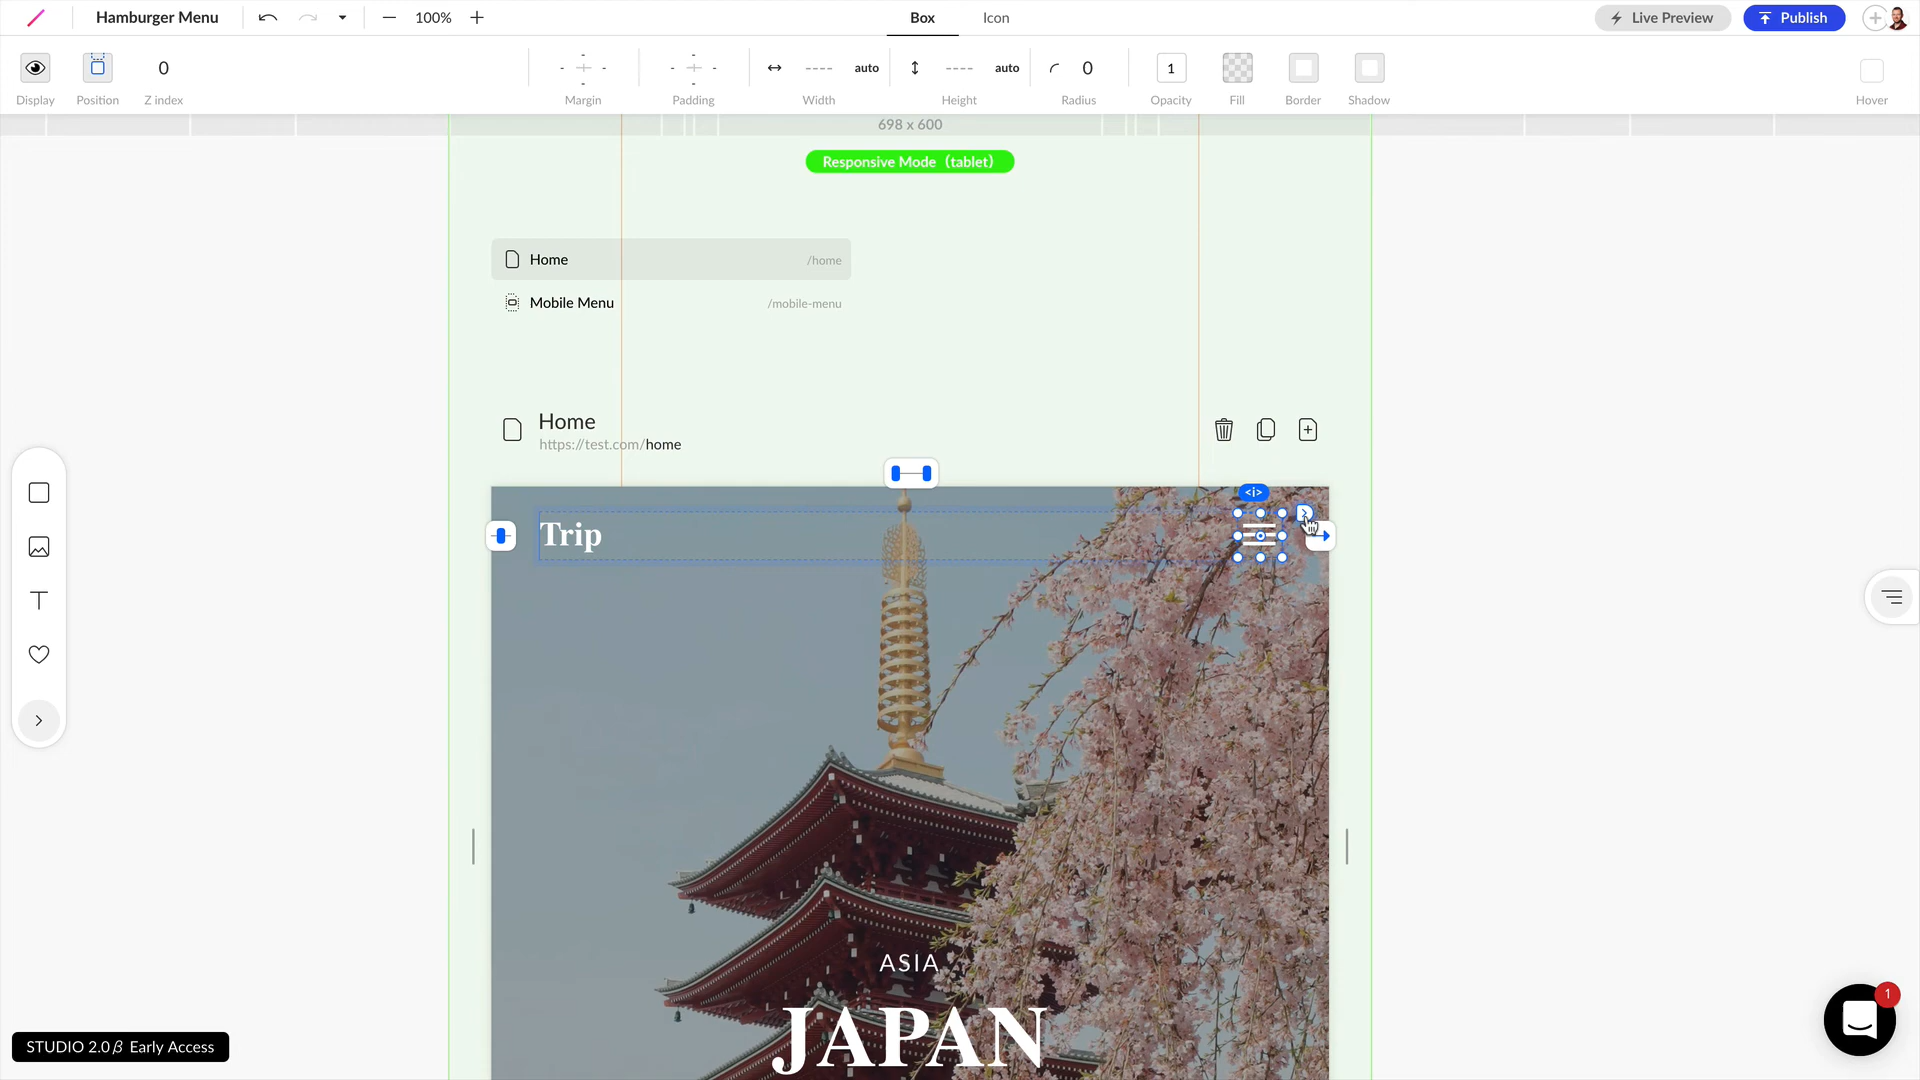 Hamburger Menu
100%
Box
Icon
Live Preview
Publish
0
auto
auto
0
1
Display
Position
Z index
Margin
Padding
Width
Height
Radius
Opacity
Fill
Border
Shadow
Hover
698 x 600
Responsive Mode (tablet)
Home
/home
Mobile Menu
/mobile-menu
Home
https://test.com/home
<i>
Trip
T
ASIA
JAPAN
1
STUDIO 2.0 β Early Access